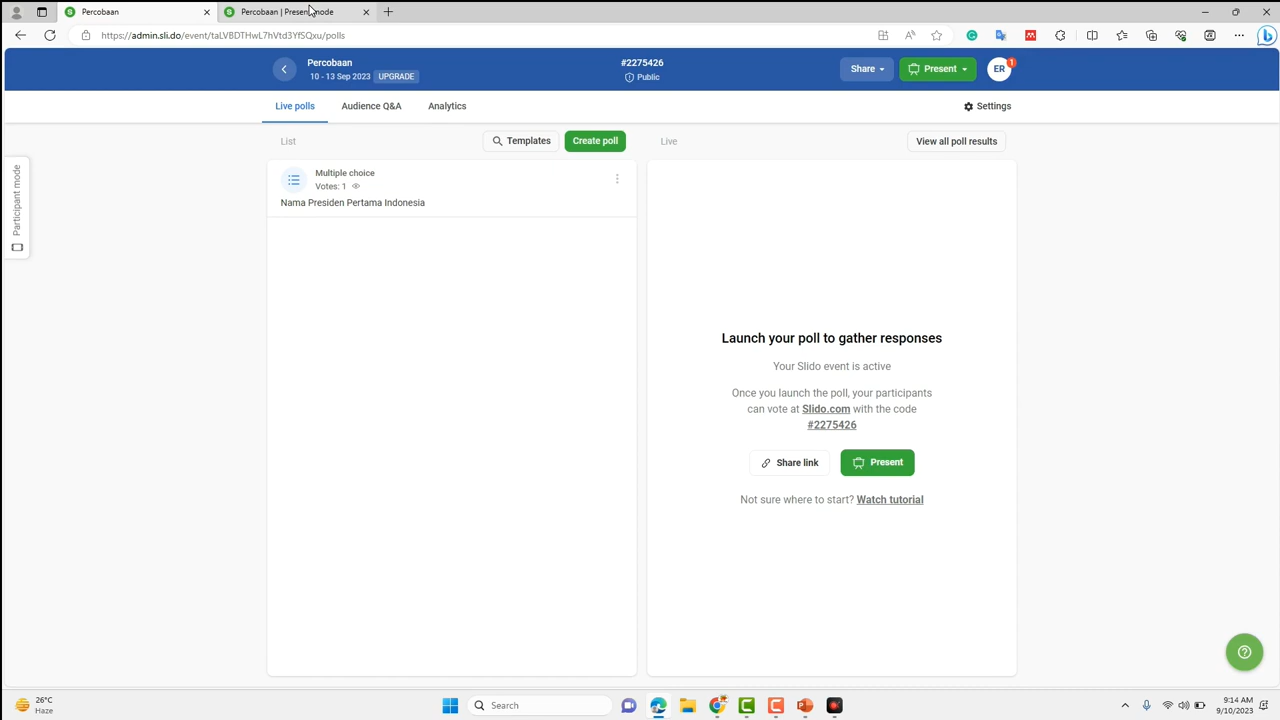 Percobaan
Percobaan | Present mode
https://admin.sli.do/event/taLVBDTHwL7hVtd3YfSQxu/polls
Percobaan
10 - 13 Sep 2023 UPGRADE
#2275426
Public
Share
Present
ER
1
Live polls
Audience Q&A
Analytics
Settings
List
Templates
Create poll
Live
View all poll results
Participant mode
Multiple choice
Votes: 1
Nama Presiden Pertama Indonesia
Launch your poll to gather responses
Your Slido event is active
Once you launch the poll, your participants
can vote at Slido.com with the code
#2275426
Share link
Present
Not sure where to start? Watch tutorial
26°C
Haze
Search
9:14 AM
9/10/2023